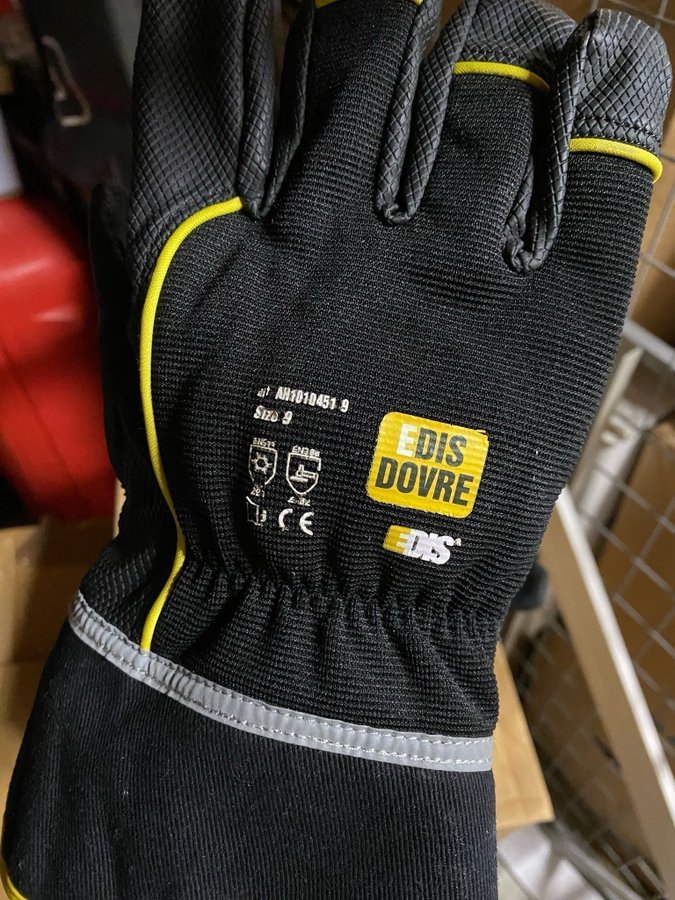 AH1010451 9
Size 9
EN511
EN388
CE
EDIS
DOVRE
EDIS